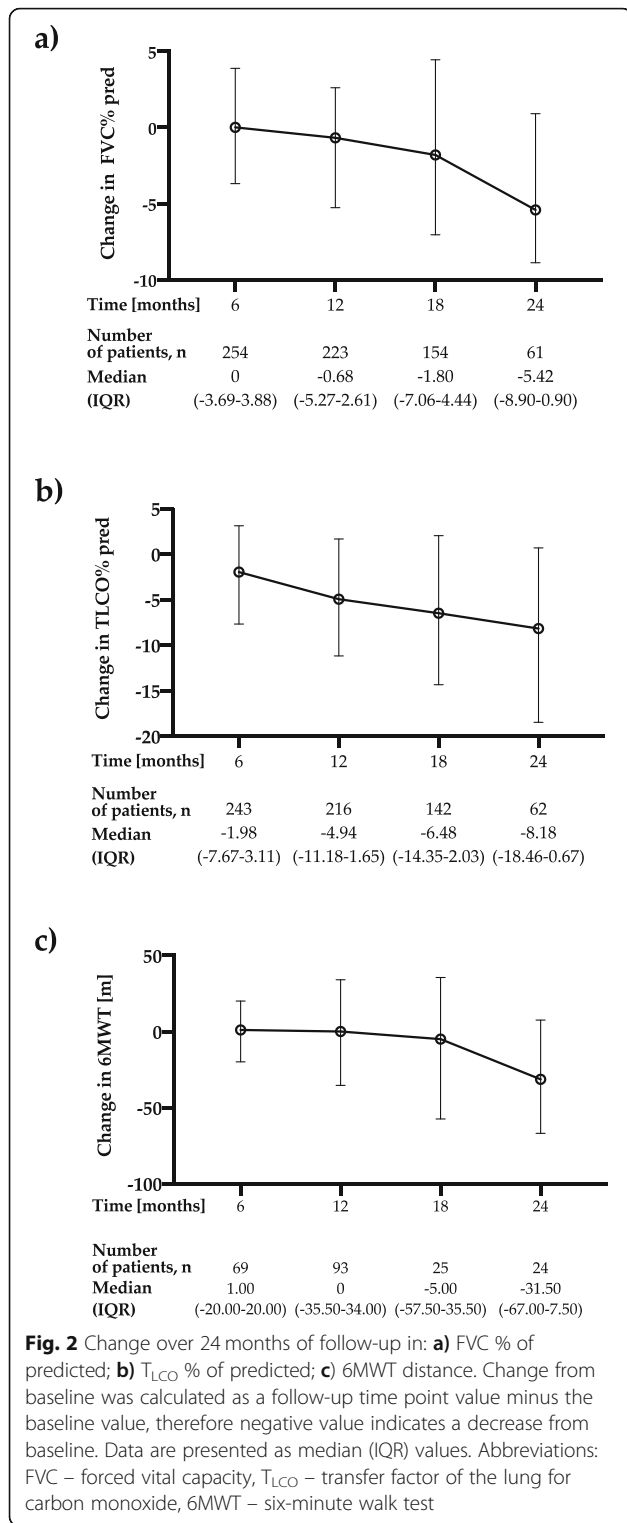 a)
5
0
-5
-10
Change in FVC% pred
Time [months] 6 12 18 24
Number
of patients, n 254 223 154 61
Median 0 -0.68 -1.80 -5.42
(IQR) (-3.69-3.88) (-5.27-2.61) (-7.06-4.44) (-8.90-0.90)
b)
5
0
-5
-10
-15
-20
Change in TLCO% pred
Time [months] 6 12 18 24
Number
of patients, n 243 216 142 62
Median -1.98 -4.94 -6.48 -8.18
(IQR) (-7.67-3.11) (-11.18-1.65) (-14.35-2.03) (-18.46-0.67)
c)
50
0
-50
-100
Change in 6MWT [m]
Time [months] 6 12 18 24
Number
of patients, n 69 93 25 24
Median 1.00 0 -5.00 -31.50
(IQR) (-20.00-20.00) (-35.50-34.00) (-57.50-35.50) (-67.00-7.50)
Fig. 2 Change over 24 months of follow-up in: a) FVC % of
predicted; b) TLCO % of predicted; c) 6MWT distance. Change from
baseline was calculated as a follow-up time point value minus the
baseline value, therefore negative value indicates a decrease from
baseline. Data are presented as median (IQR) values. Abbreviations:
FVC – forced vital capacity, TLCO – transfer factor of the lung for
carbon monoxide, 6MWT – six-minute walk test